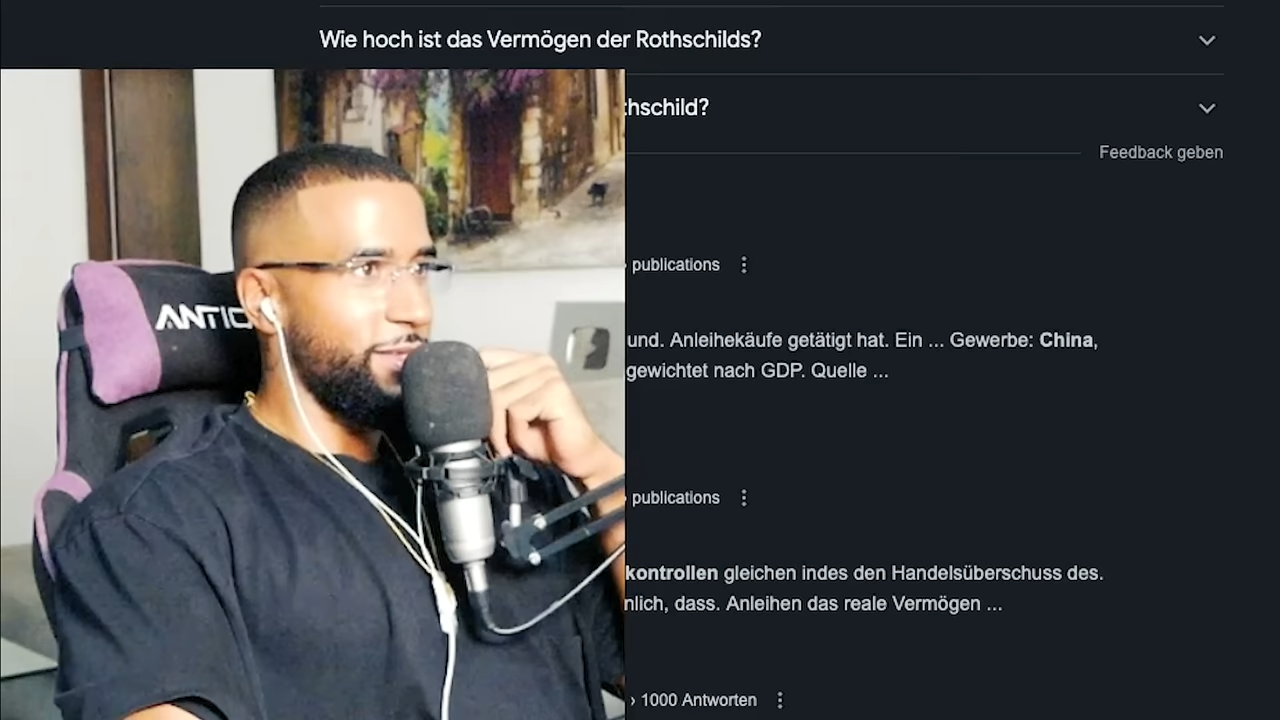 Wie hoch ist das Vermögen der Rothschilds?
thschild?
Feedback geben
› publications
und. Anleihekäufe getätigt hat. Ein ... Gewerbe: China,
gewichtet nach GDP. Quelle ...
› publications
kontrollen gleichen indes den Handelsüberschuss des.
nlich, dass. Anleihen das reale Vermögen ...
› 1000 Antworten
ANTIC